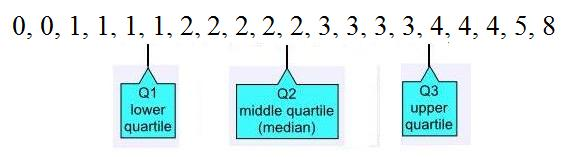 0, 0, 1, 1, 1, 1, 2, 2, 2, 2, 2, 3, 3, 3, 3, 4, 4, 4, 5, 8
Q1
lower
quartile
Q2
middle quartile
(median)
Q3
upper
quartile